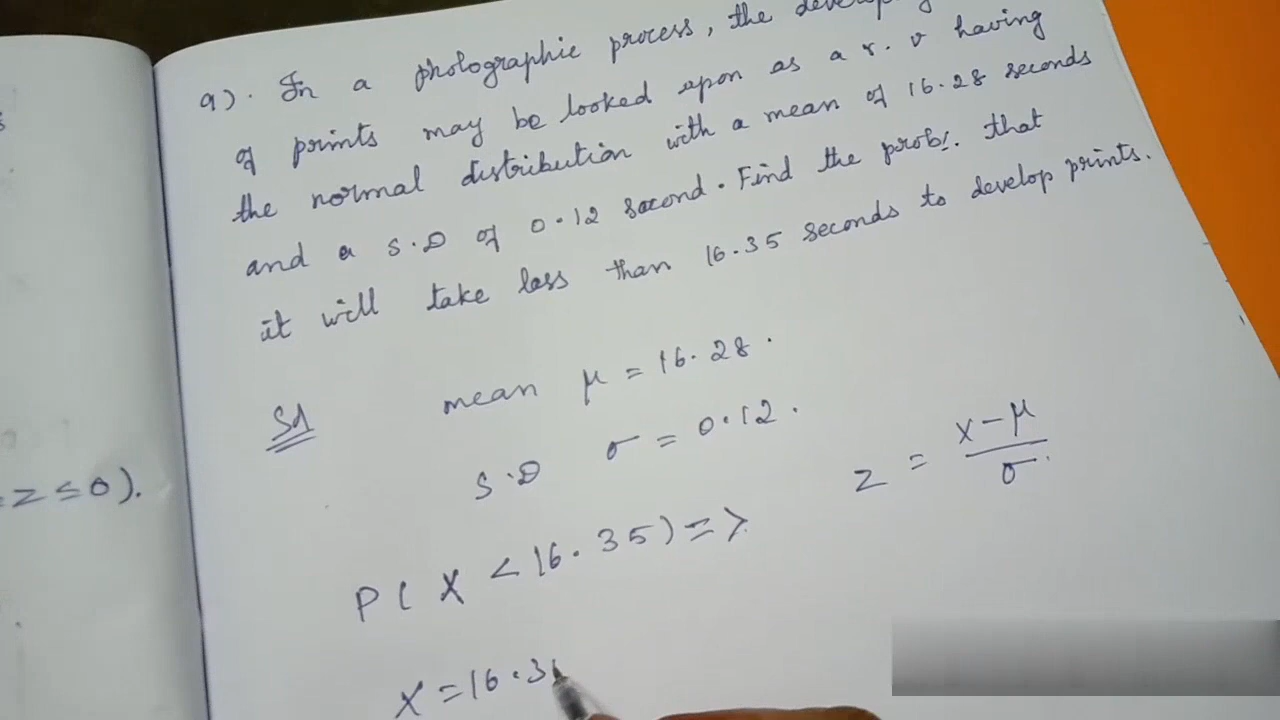 9). In a photographic process, the
of prints may be looked upon as a r. v having
the normal distribution with a mean of 16.28 seconds
and a S.D of 0.12 second. Find the prob/. that
it will take less than 16.35 seconds to develop prints.
Sol
mean μ = 16.28.
S.D σ = 0.12.
z = x-μ/σ.
P( X < 16.35) =>
X = 16.3
z ≤ 0).